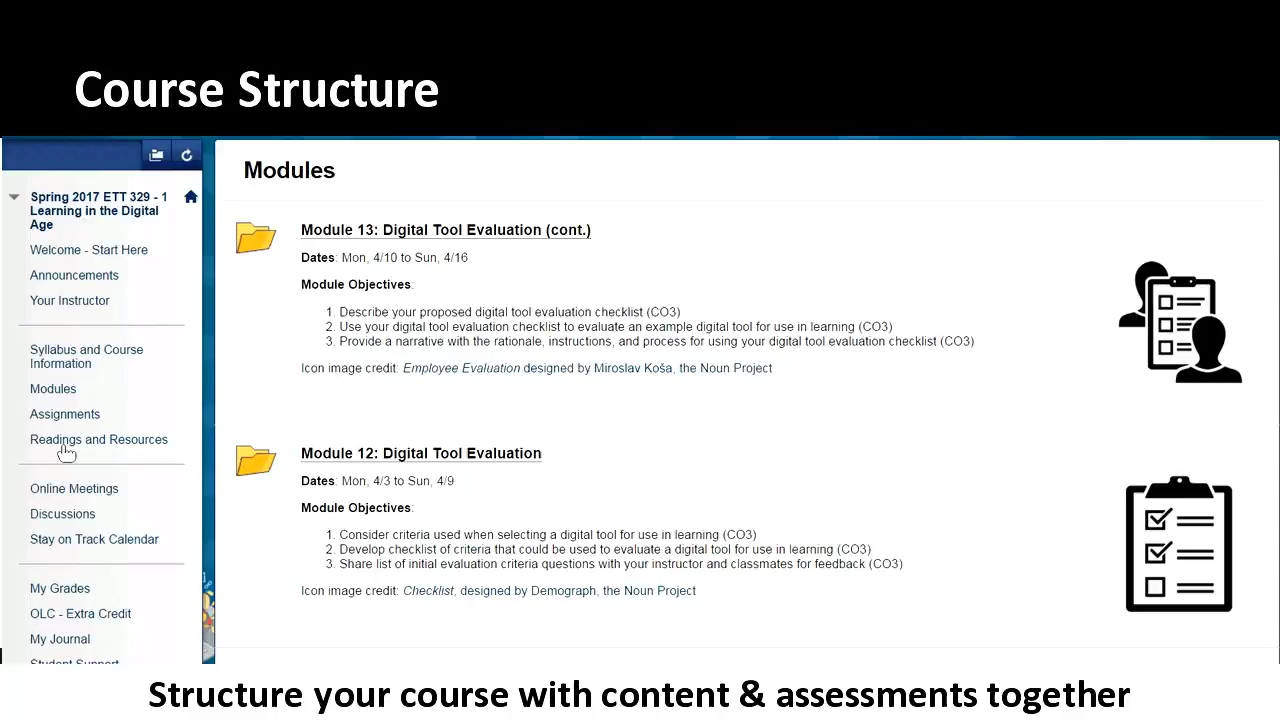 Course Structure
Spring 2017 ETT 329 - 1
Learning in the Digital
Age
Welcome - Start Here
Announcements
Your Instructor
Syllabus and Course
Information
Modules
Assignments
Readings and Resources
Online Meetings
Discussions
Stay on Track Calendar
My Grades
OLC - Extra Credit
My Journal
Student Support
Modules
Module 13: Digital Tool Evaluation (cont.)
Dates: Mon, 4/10 to Sun, 4/16
Module Objectives:
1. Describe your proposed digital tool evaluation checklist (CO3)
2. Use your digital tool evaluation checklist to evaluate an example digital tool for use in learning (CO3)
3. Provide a narrative with the rationale, instructions, and process for using your digital tool evaluation checklist (CO3)
Icon image credit: Employee Evaluation designed by Miroslav Koša, the Noun Project
Module 12: Digital Tool Evaluation
Dates: Mon, 4/3 to Sun, 4/9
Module Objectives:
1. Consider criteria used when selecting a digital tool for use in learning (CO3)
2. Develop checklist of criteria that could be used to evaluate a digital tool for use in learning (CO3)
3. Share list of initial evaluation criteria questions with your instructor and classmates for feedback (CO3)
Icon image credit: Checklist, designed by Demograph, the Noun Project
Structure your course with content & assessments together